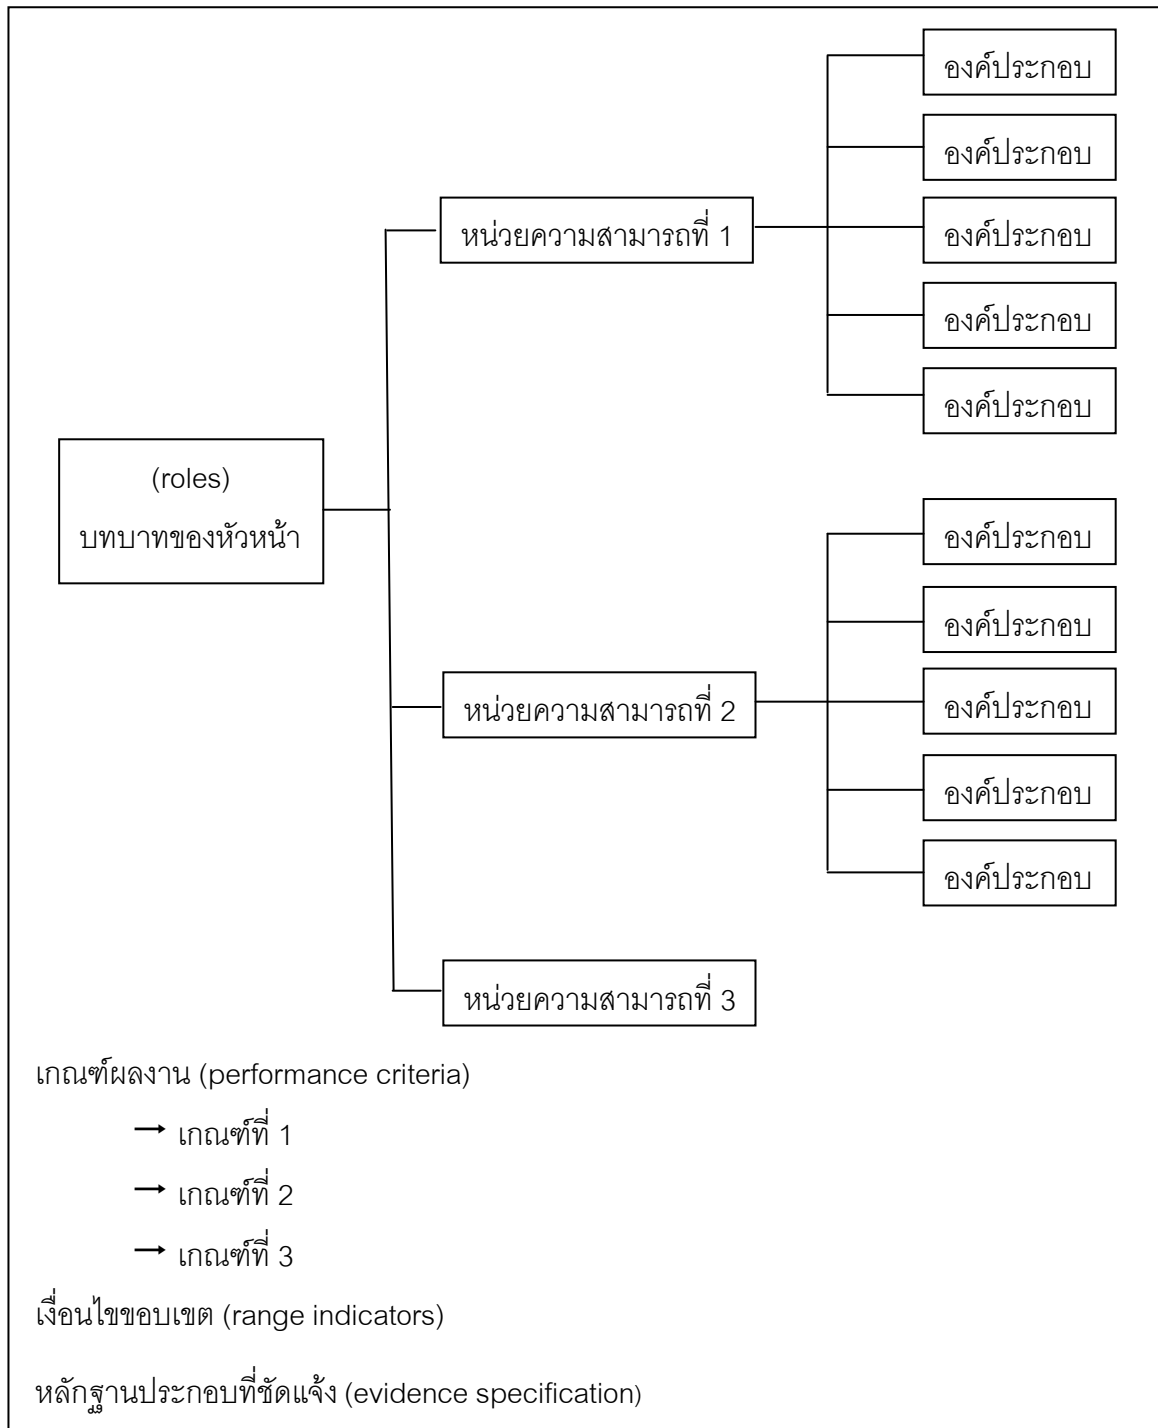 องค์ประกอบ
องค์ประกอบ
หน่วยความสามารถที่ 1
องค์ประกอบ
องค์ประกอบ
องค์ประกอบ
(roles)
บทบาทของหัวหน้า
องค์ประกอบ
องค์ประกอบ
หน่วยความสามารถที่ 2
องค์ประกอบ
องค์ประกอบ
องค์ประกอบ
หน่วยความสามารถที่ 3
เกณฑ์ผลงาน (performance criteria)
→ เกณฑ์ที่ 1
→ เกณฑ์ที่ 2
→ เกณฑ์ที่ 3
เงื่อนไขขอบเขต (range indicators)
หลักฐานประกอบที่ชัดแจ้ง (evidence specification)